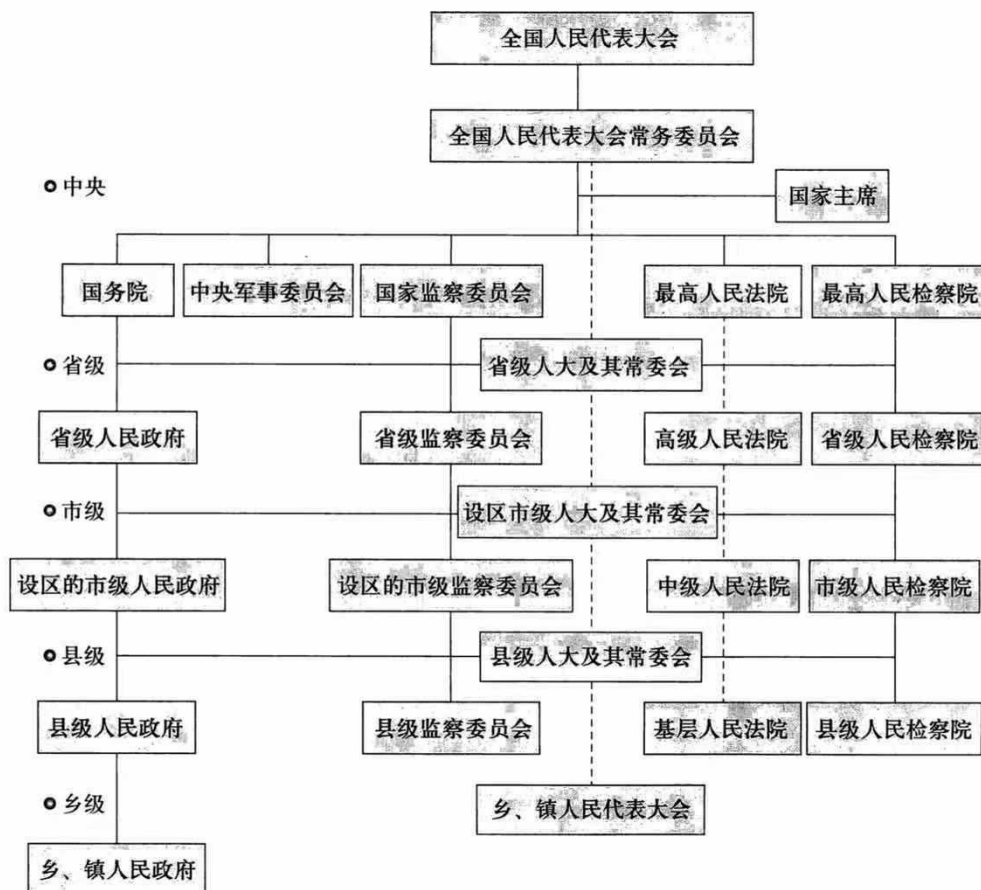 全国人民代表大会
全国人民代表大会常务委员会
中央
国家主席
国务院
中央军事委员会
国家监察委员会
最高人民法院
最高人民检察院
省级
省级人大及其常委会
省级人民政府
省级监察委员会
高级人民法院
省级人民检察院
市级
设区市级人大及其常委会
设区的市级人民政府
设区的市级监察委员会
中级人民法院
市级人民检察院
县级
县级人大及其常委会
县级人民政府
县级监察委员会
基层人民法院
县级人民检察院
乡级
乡、镇人民代表大会
乡、镇人民政府